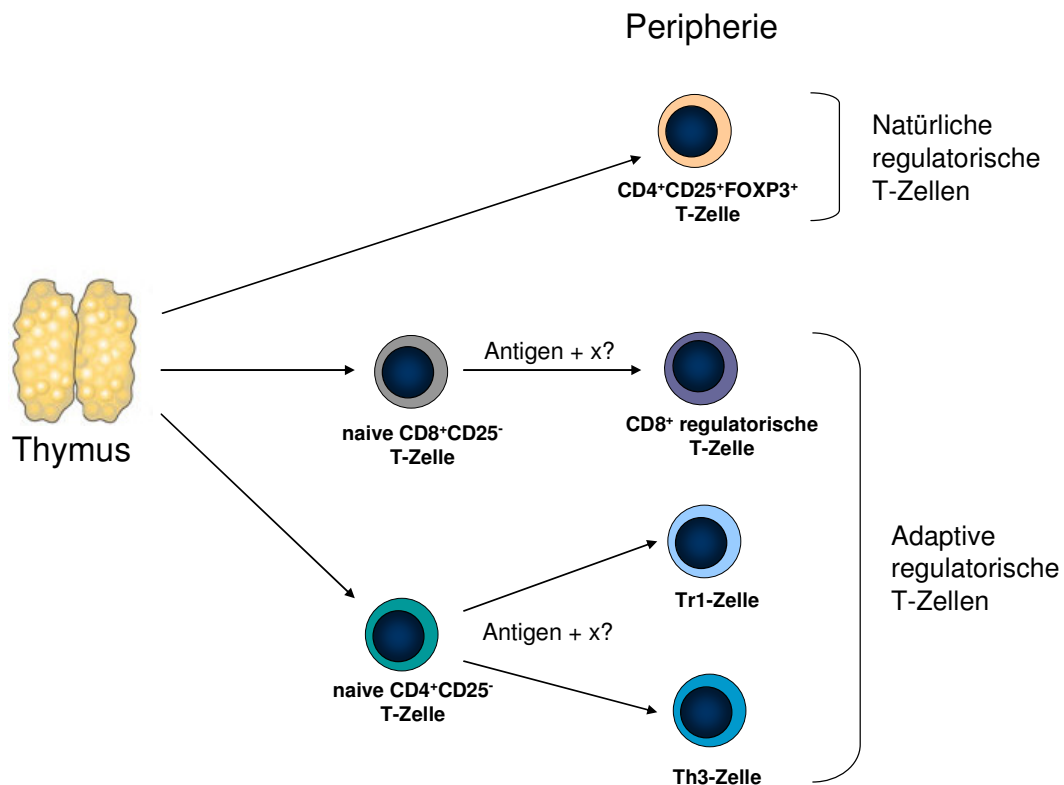 Peripherie
CD4⁺CD25⁺FOXP3⁺
T-Zelle
Natürliche
regulatorische
T-Zellen
Thymus
naive CD8⁺CD25⁻
T-Zelle
Antigen + x?
CD8⁺ regulatorische
T-Zelle
naive CD4⁺CD25⁻
T-Zelle
Antigen + x?
Tr1-Zelle
Th3-Zelle
Adaptive
regulatorische
T-Zellen